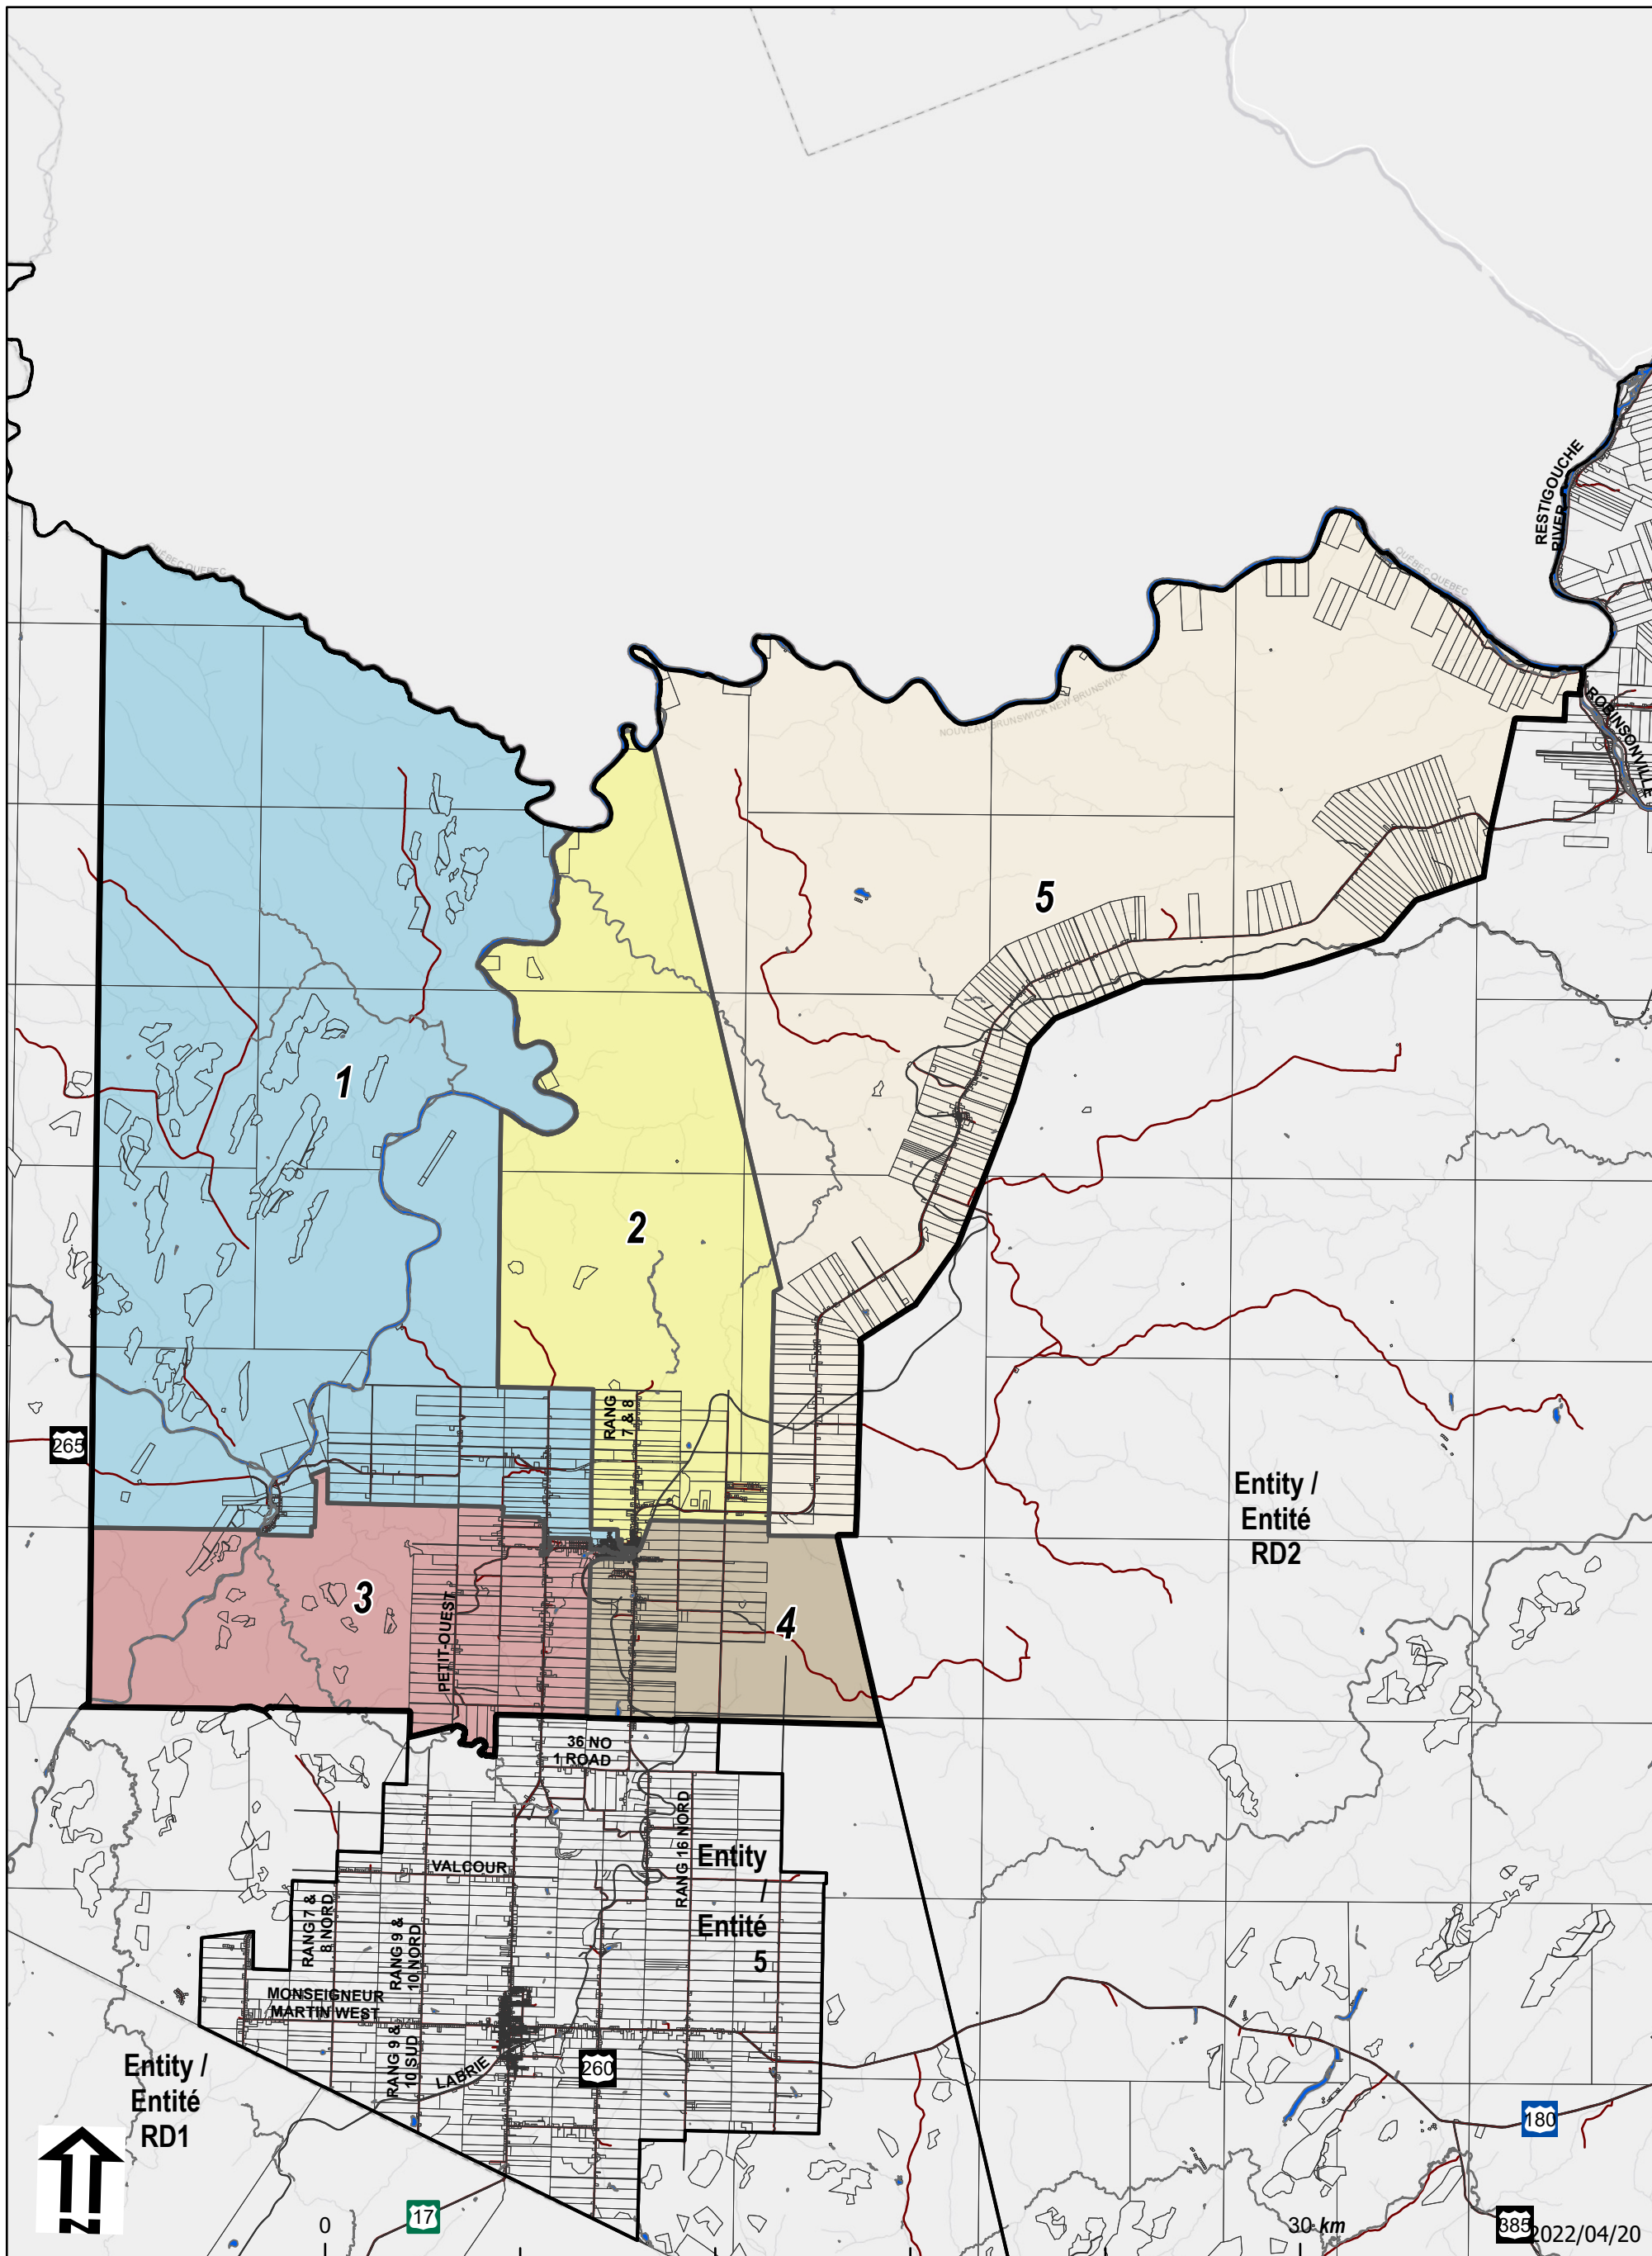 RESTIGOUCHE
RIVER
QUÉBEC QUEBEC
QUÉBEC QUEBEC
ROBINSONVILLE
NOUVEAU-BRUNSWICK NEW BRUNSWICK
5
1
2
RANG
7 & 8
265
Entity /
Entité
RD2
3
4
PETIT-OUEST
36 NO
1 ROAD
RANG 16 NORD
VALCOUR
Entity
/
Entité
5
RANG 7 &
8 NORD
RANG 9 &
10 NORD
MONSEIGNEUR
MARTIN WEST
RANG 9 &
10 SUD
LABRIE
260
Entity /
Entité
RD1
180
17
N
0
30 km
385
2022/04/20